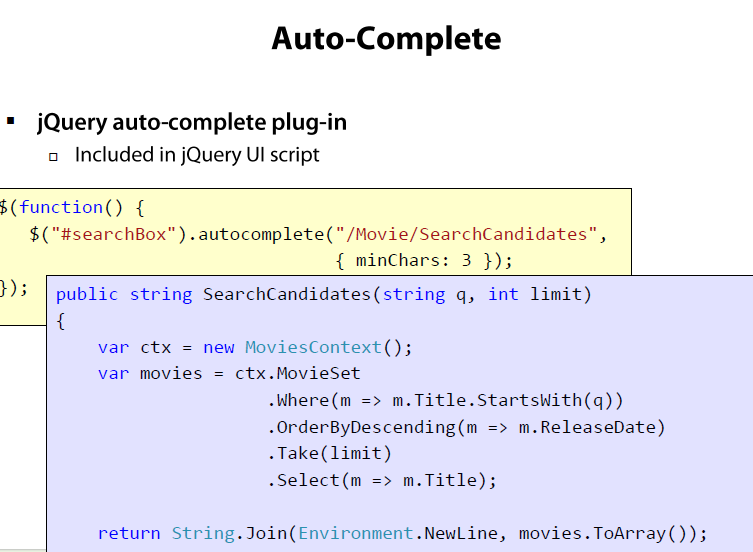 Auto-Complete
jQuery auto-complete plug-in
Included in jQuery UI script
$(function() {
$("#searchBox").autocomplete("/Movie/SearchCandidates",
{ minChars: 3 });
});
public string SearchCandidates(string q, int limit)
{
var ctx = new MoviesContext();
var movies = ctx.MovieSet
.Where(m => m.Title.StartsWith(q))
.OrderByDescending(m => m.ReleaseDate)
.Take(limit)
.Select(m => m.Title);
return String.Join(Environment.NewLine, movies.ToArray());